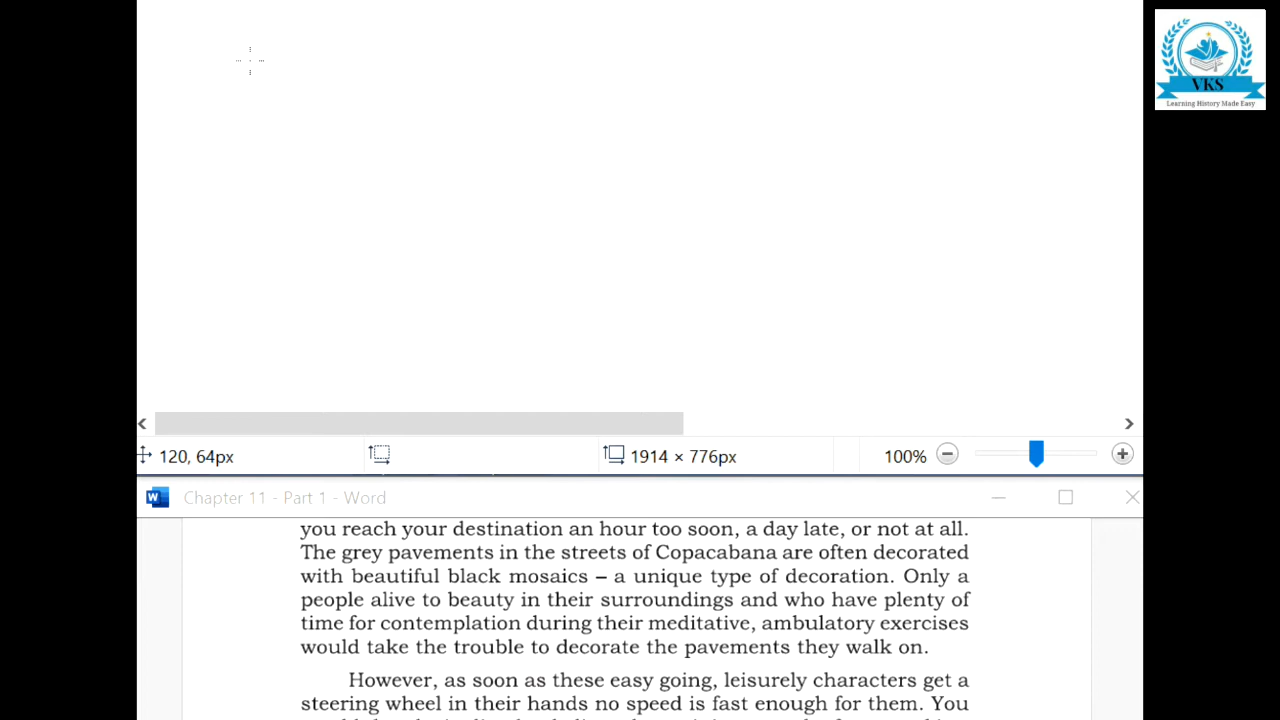 VKS
Learning History Made Easy
120, 64px
1914 × 776px
100%
Chapter 11 - Part 1 - Word
you reach your destination an hour too soon, a day late, or not at all.
The grey pavements in the streets of Copacabana are often decorated
with beautiful black mosaics – a unique type of decoration. Only a
people alive to beauty in their surroundings and who have plenty of
time for contemplation during their meditative, ambulatory exercises
would take the trouble to decorate the pavements they walk on.
However, as soon as these easy going, leisurely characters get a
steering wheel in their hands no speed is fast enough for them. You